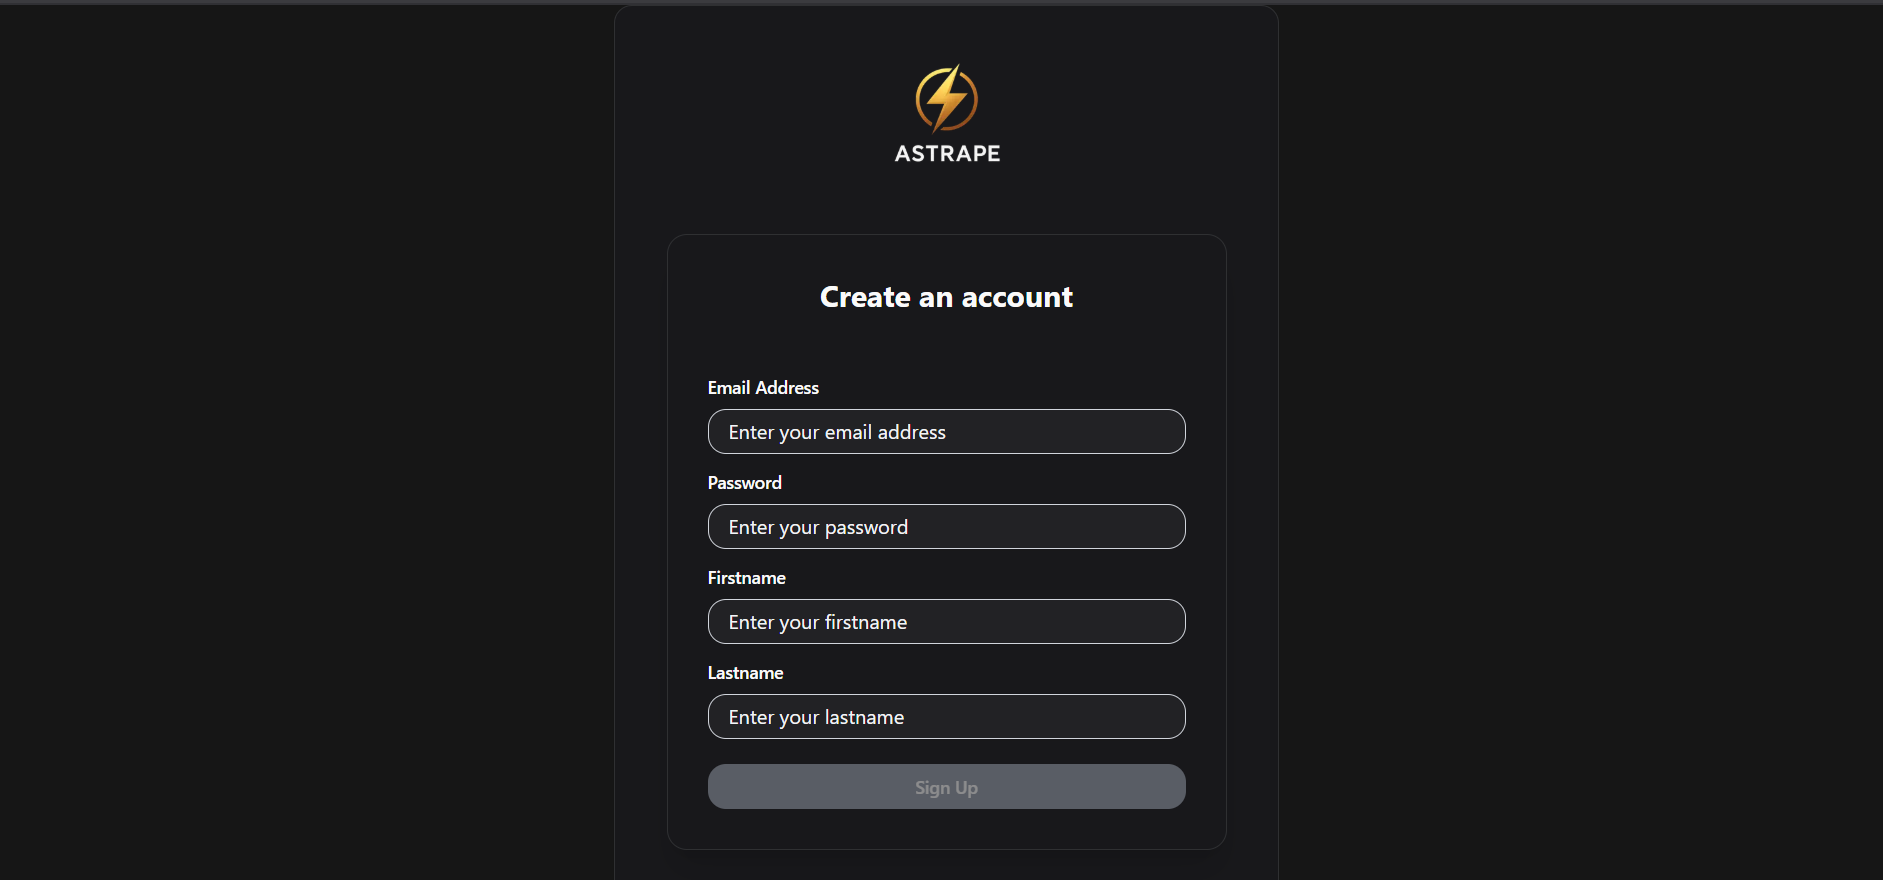 ASTRAPE
Create an account
Email Address
Enter your email address
Password
Enter your password
Firstname
Enter your firstname
Lastname
Enter your lastname
Sign Up